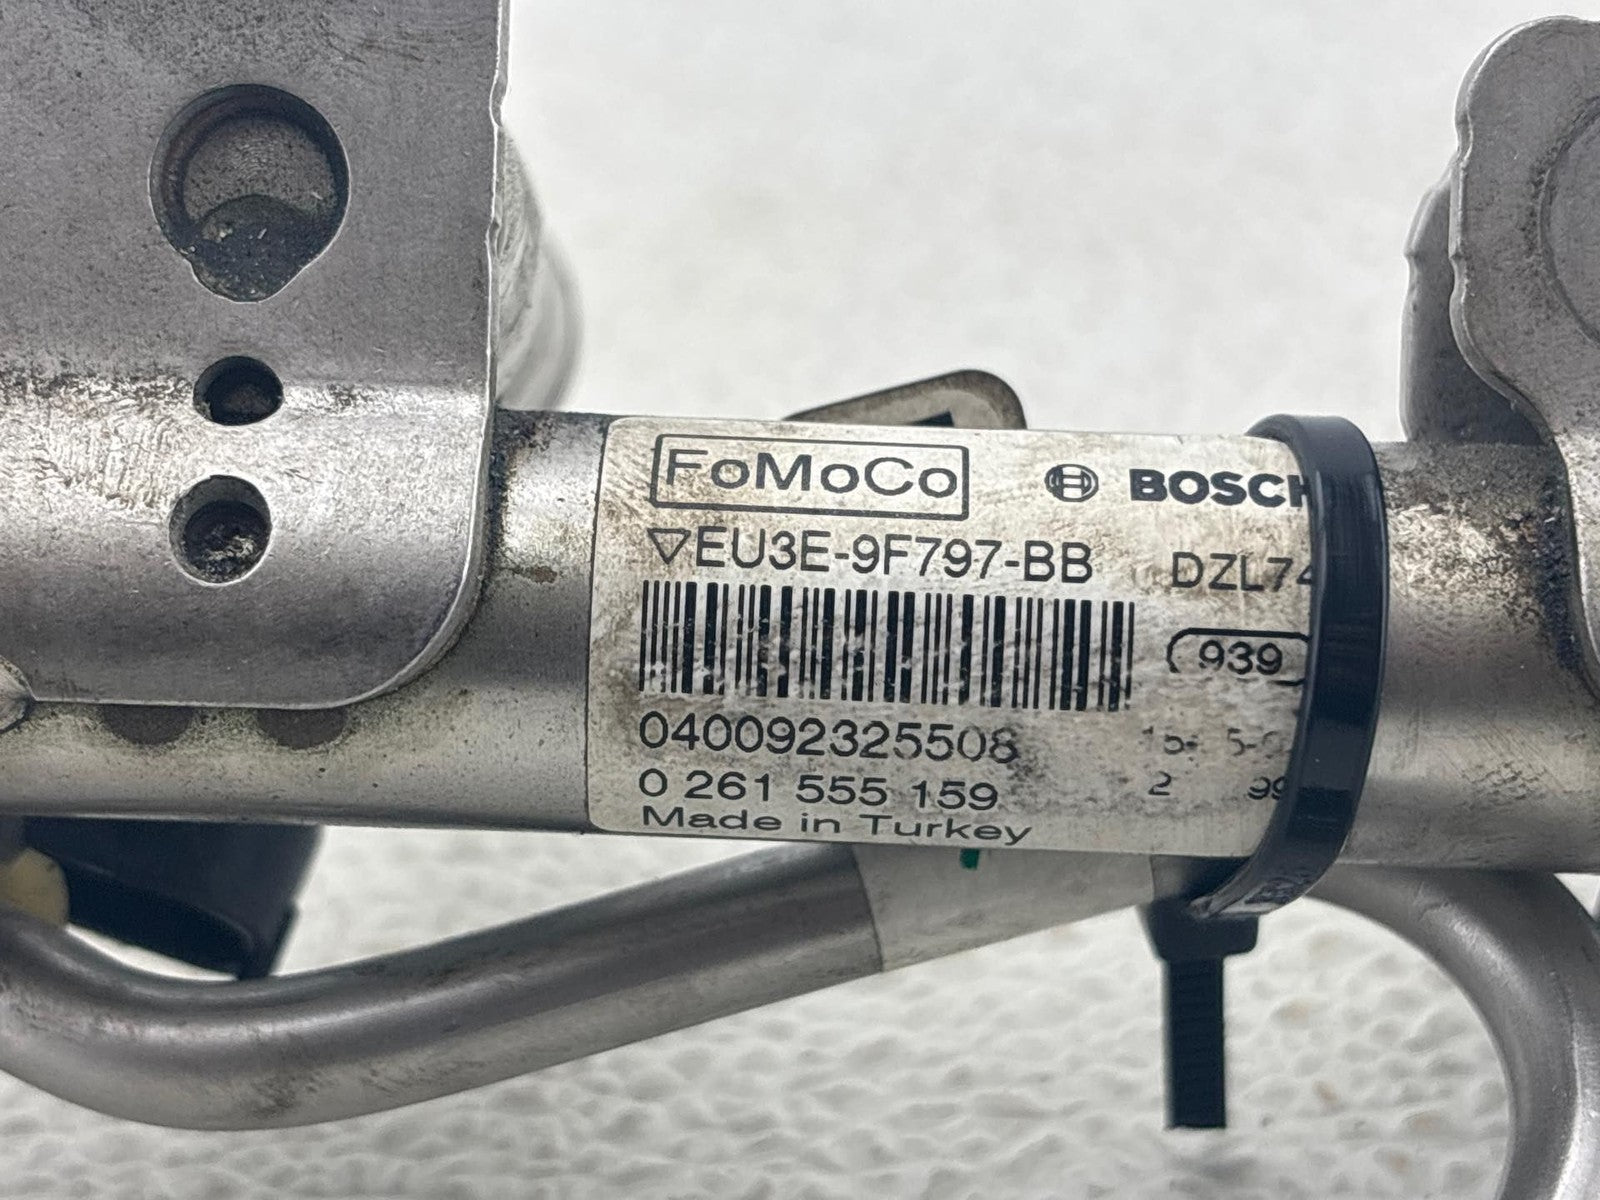 FoMoCo BOSCH
EU3E-9F797-BB DZL74
939
040092325508
0 261 555 159
Made in Turkey